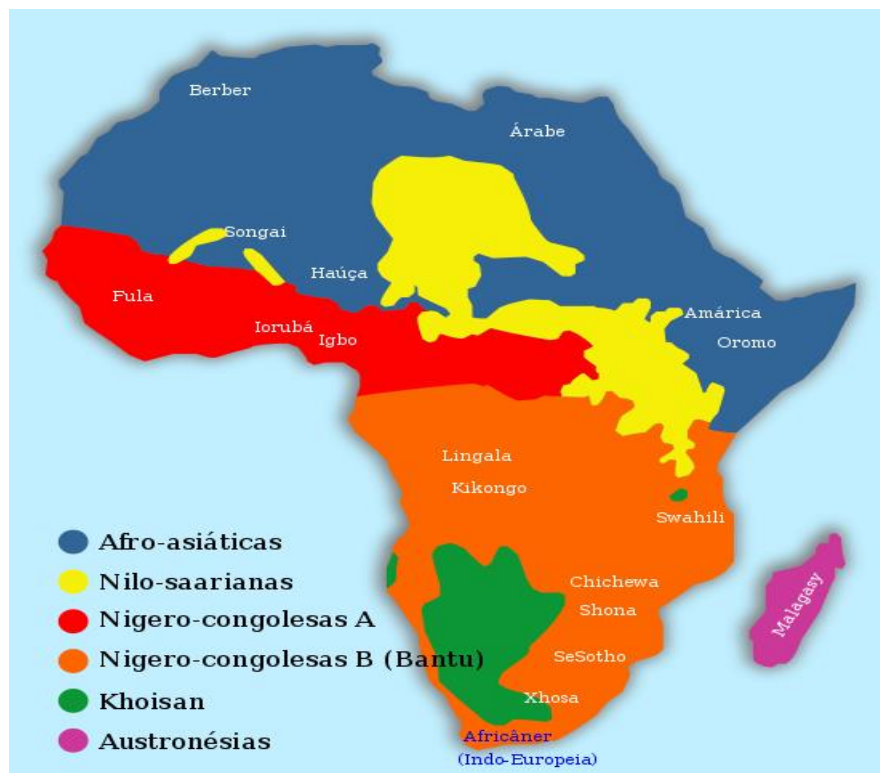 Berber
Árabe
Songai
Haúça
Fula
Iorubá
Igbo
Amárica
Oromo
Lingala
Kikongo
Swahili
Chichewa
Shona
SeSotho
Xhosa
Malagasy
Africâner
(Indo-Europeia)
Afro-asiáticas
Nilo-saarianas
Nigero-congolesas A
Nigero-congolesas B (Bantu)
Khoisan
Austronésias